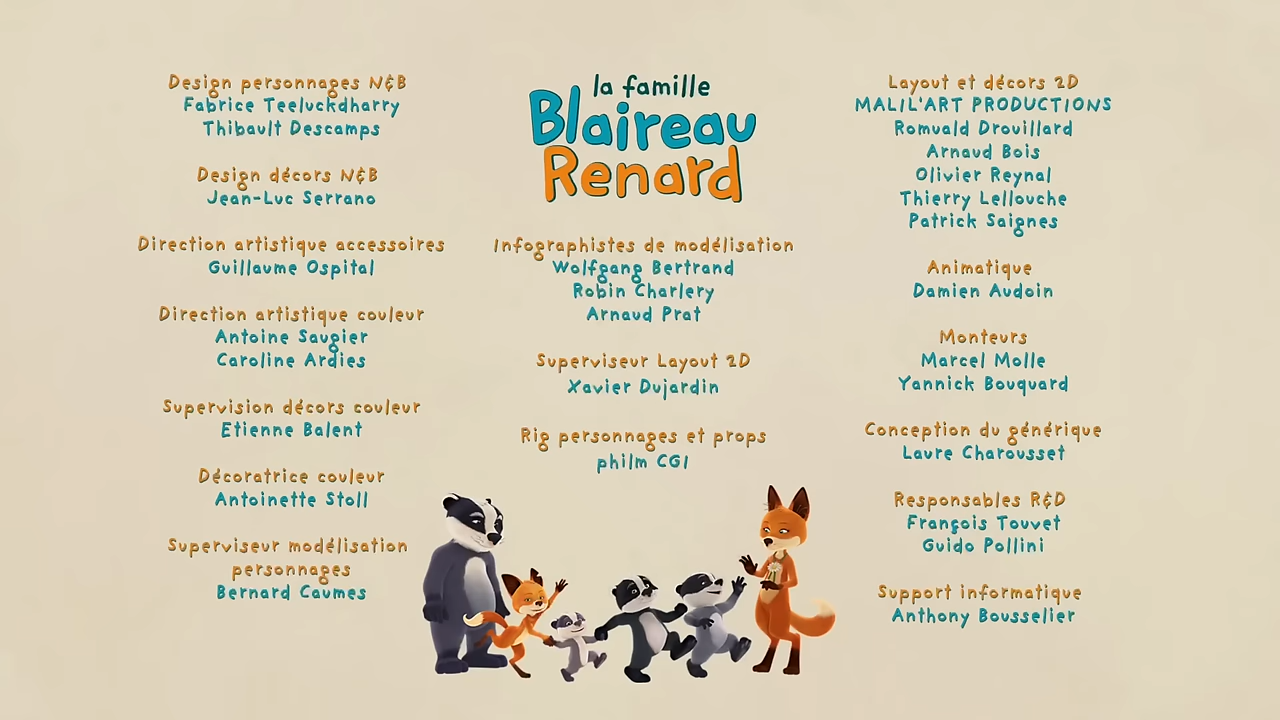 Design personnages N&B
Fabrice Teeluckdharry
Thibault Descamps
Design décors N&B
Jean-Luc Serrano
Direction artistique accessoires
Guillaume Ospital
Direction artistique couleur
Antoine Saugier
Caroline Ardies
Supervision décors couleur
Etienne Balent
Décoratrice couleur
Antoinette Stoll
Superviseur modélisation
personnages
Bernard Caumes
la famille
Blaireau
Renard
Infographistes de modélisation
Wolfgang Bertrand
Robin Charlery
Arnaud Prat
Superviseur Layout 2D
Xavier Dujardin
Rig personnages et props
philm CGI
Layout et décors 2D
MALIL'ART PRODUCTIONS
Romuald Drouillard
Arnaud Bois
Olivier Reynal
Thierry Lellouche
Patrick Saignes
Animatique
Damien Audoin
Monteurs
Marcel Molle
Yannick Bouquard
Conception du générique
Laure Charousset
Responsables R&D
François Touvet
Guido Pollini
Support informatique
Anthony Bousselier